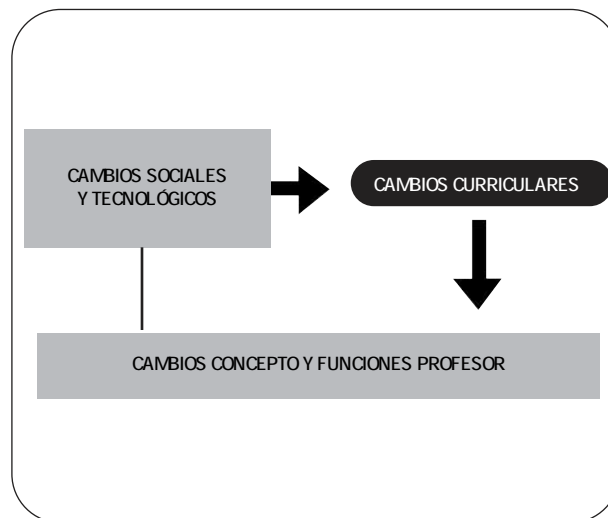 CAMBIOS SOCIALES
Y TECNOLÓGICOS
CAMBIOS CURRICULARES
CAMBIOS CONCEPTO Y FUNCIONES PROFESOR